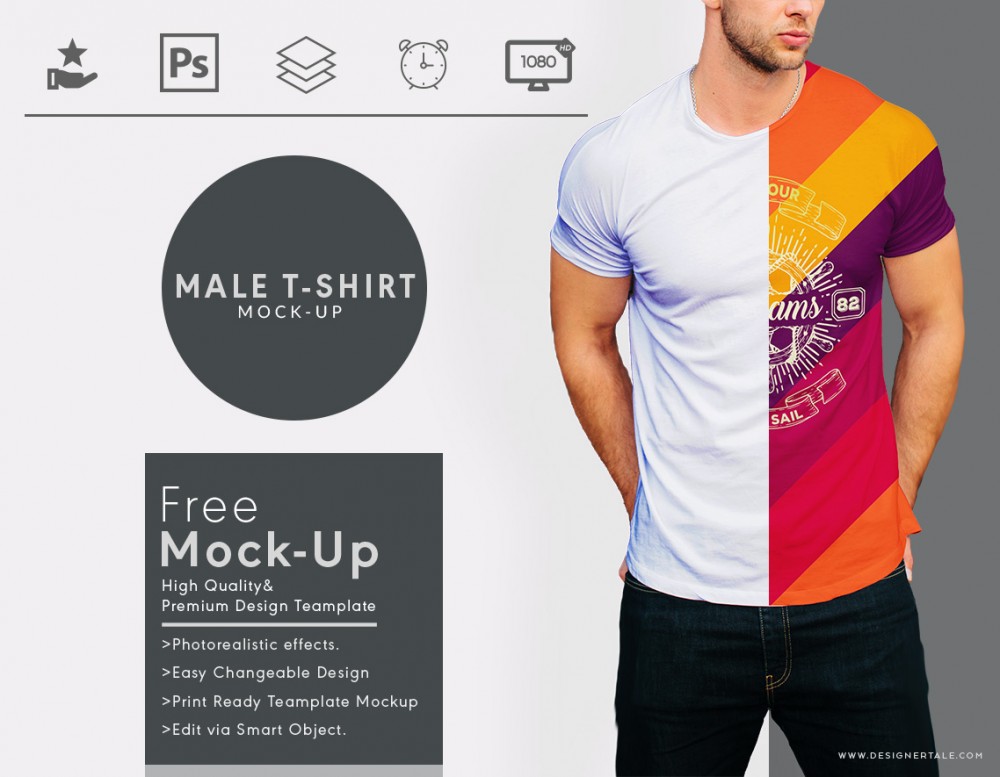 Ps
1080
HD
MALE T-SHIRT
MOCK-UP
Free
Mock-Up
High Quality&
Premium Design Teamplate
>Photorealistic effects.
>Easy Changeable Design
>Print Ready Teamplate Mockup
>Edit via Smart Object.
OUR
ams
82
SAIL
WWW.DESIGNERTALE.COM